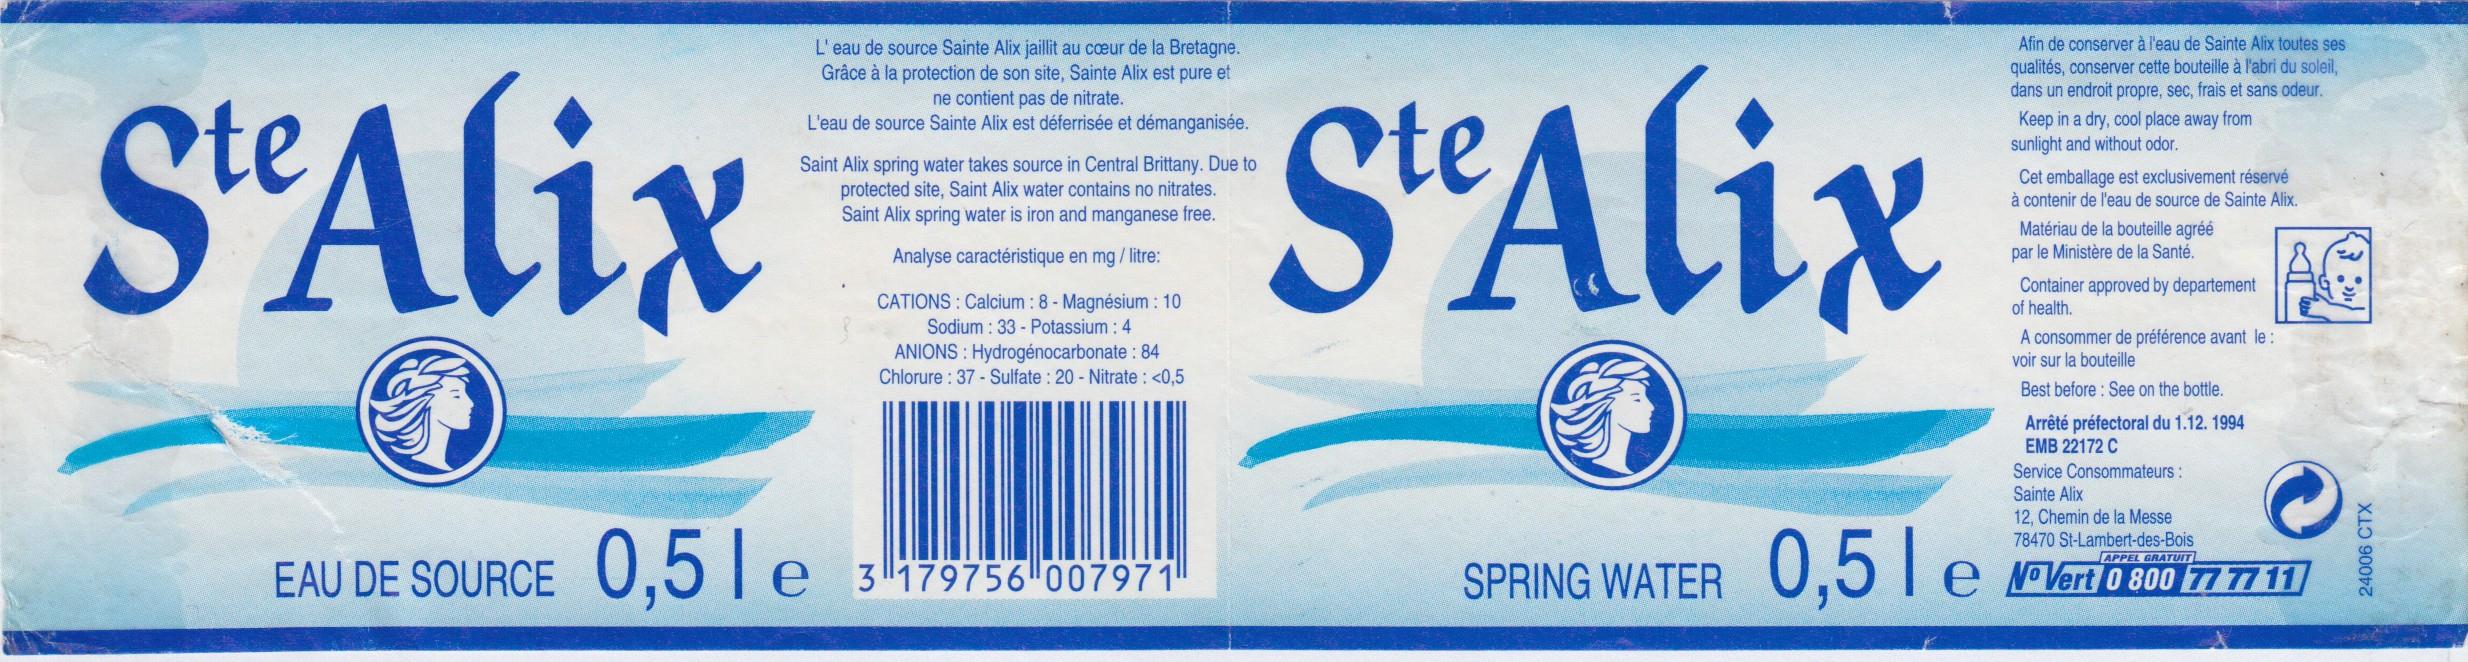 Ste Alix
EAU DE SOURCE 0,5 l e
L' eau de source Sainte Alix jaillit au cœur de la Bretagne.
Grâce à la protection de son site, Sainte Alix est pure et
ne contient pas de nitrate.
L'eau de source Sainte Alix est déferrisée et démanganisée.
Saint Alix spring water takes source in Central Brittany. Due to
protected site, Saint Alix water contains no nitrates.
Saint Alix spring water is iron and manganese free.
Analyse caractéristique en mg / litre:
CATIONS : Calcium : 8 - Magnésium : 10
Sodium : 33 - Potassium : 4
ANIONS : Hydrogénocarbonate : 84
Chlorure : 37 - Sulfate : 20 - Nitrate : <0,5
3 179756 007971
Ste Alix
SPRING WATER 0,5 l e
Afin de conserver à l'eau de Sainte Alix toutes ses
qualités, conserver cette bouteille à l'abri du soleil,
dans un endroit propre, sec, frais et sans odeur.
Keep in a dry, cool place away from
sunlight and without odor.
Cet emballage est exclusivement réservé
à contenir de l'eau de source de Sainte Alix.
Matériau de la bouteille agréé
par le Ministère de la Santé.
Container approved by departement
of health.
A consommer de préférence avant le :
voir sur la bouteille
Best before : See on the bottle.
Arrêté préfectoral du 1.12. 1994
EMB 22172 C
Service Consommateurs :
Sainte Alix
12, Chemin de la Messe
78470 St-Lambert-des-Bois
APPEL GRATUIT
N° Vert 0 800 77 77 11
24006 CTX